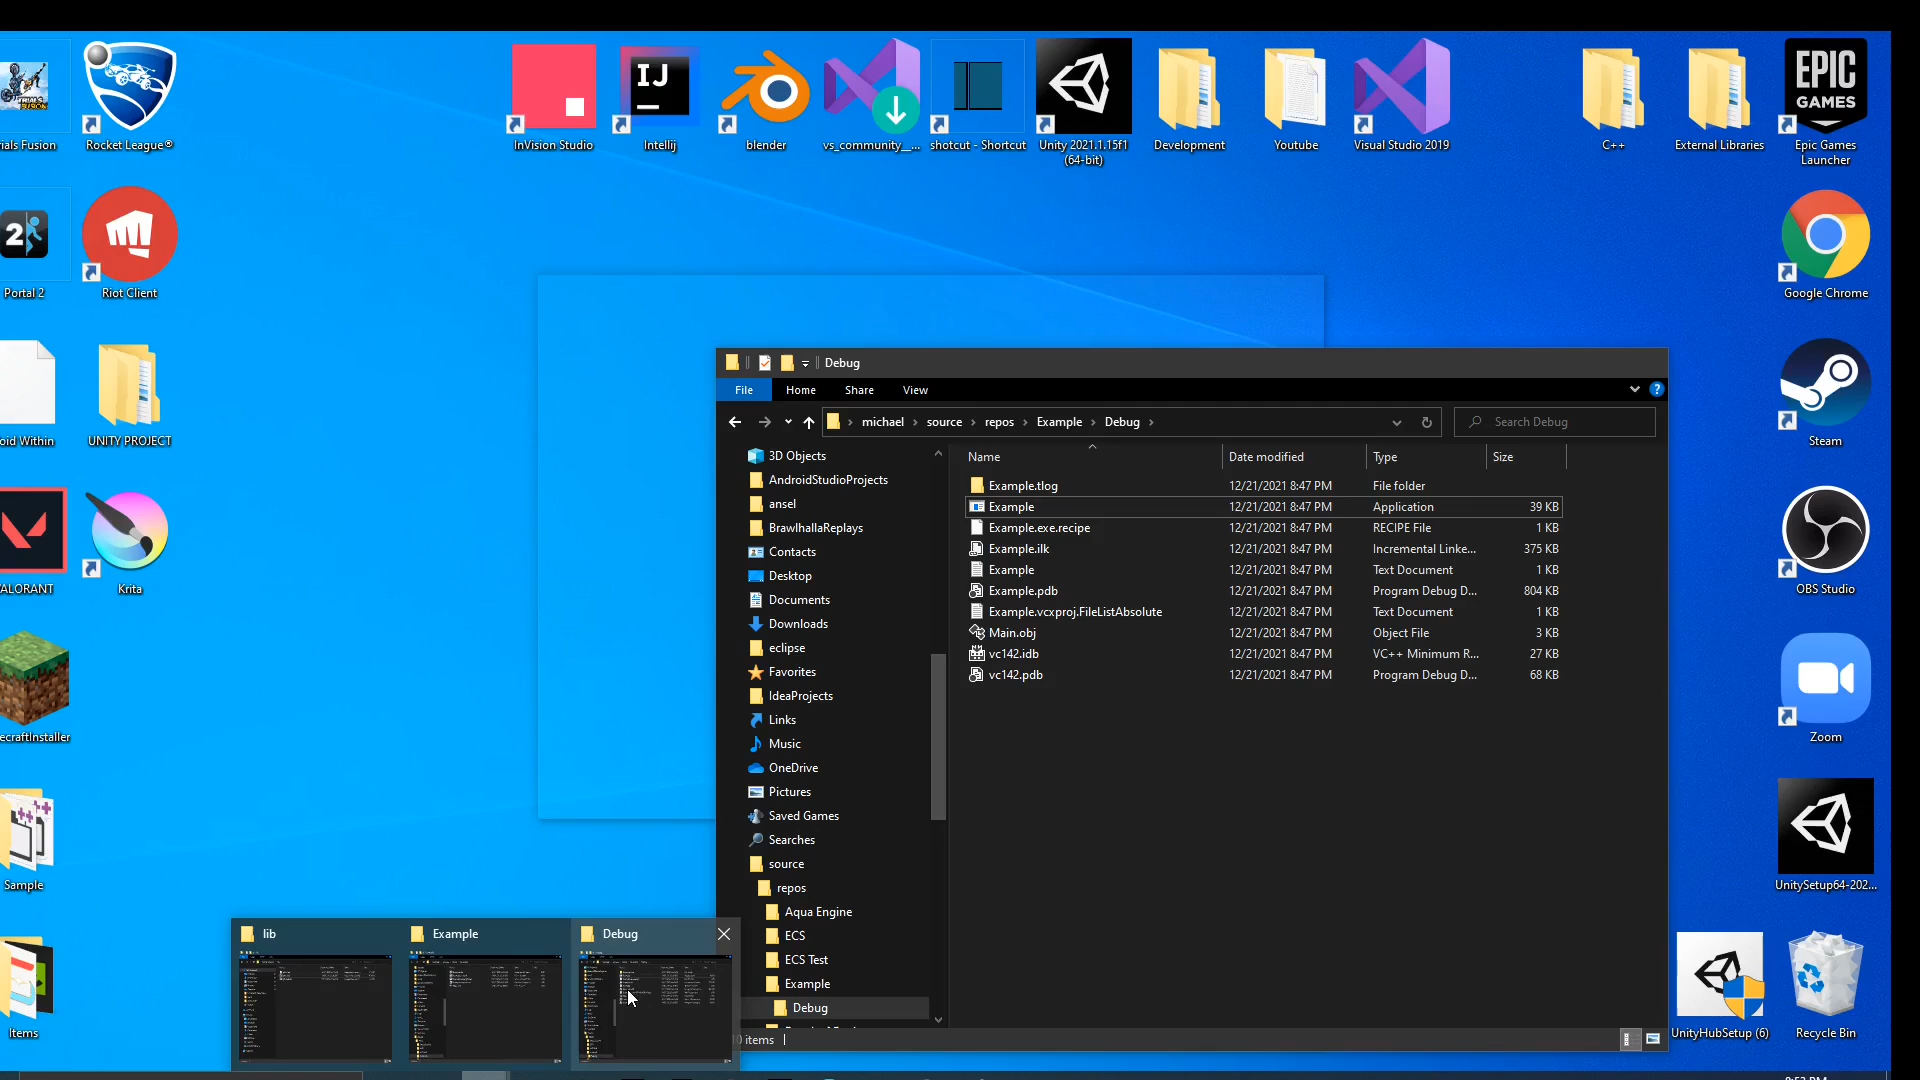 EPIC
GAMES
IJ
rials Fusion
Rocket League®
InVision Studio
Intellij
blender
vs_community__...
shotcut - Shortcut
Unity 2021.1.15f1
(64-bit)
Development
Youtube
Visual Studio 2019
C++
External Libraries
Epic Games
Launcher
2
Portal 2
Riot Client
Google Chrome
Debug
File
Home
Share
View
?
michael
source
repos
Example
Debug
Search Debug
oid Within
UNITY PROJECT
Steam
3D Objects
AndroidStudioProjects
ansel
BrawlhallaReplays
Contacts
Desktop
Documents
Downloads
eclipse
Favorites
IdeaProjects
Links
Music
OneDrive
Pictures
Saved Games
Searches
source
repos
Aqua Engine
ECS
ECS Test
Example
Debug
Name Date modified Type Size
Example.tlog 12/21/2021 8:47 PM File folder
Example 12/21/2021 8:47 PM Application 39 KB
Example.exe.recipe 12/21/2021 8:47 PM RECIPE File 1 KB
Example.ilk 12/21/2021 8:47 PM Incremental Linke... 375 KB
Example 12/21/2021 8:47 PM Text Document 1 KB
Example.pdb 12/21/2021 8:47 PM Program Debug D... 804 KB
Example.vcxproj.FileListAbsolute 12/21/2021 8:47 PM Text Document 1 KB
Main.obj 12/21/2021 8:47 PM Object File 3 KB
vc142.idb 12/21/2021 8:47 PM VC++ Minimum R... 27 KB
vc142.pdb 12/21/2021 8:47 PM Program Debug D... 68 KB
ALORANT
Krita
OBS Studio
ecraftInstaller
Zoom
Sample
UnitySetup64-202...
Items
UnityHubSetup (6)
Recycle Bin
lib
Example
Debug
0 items